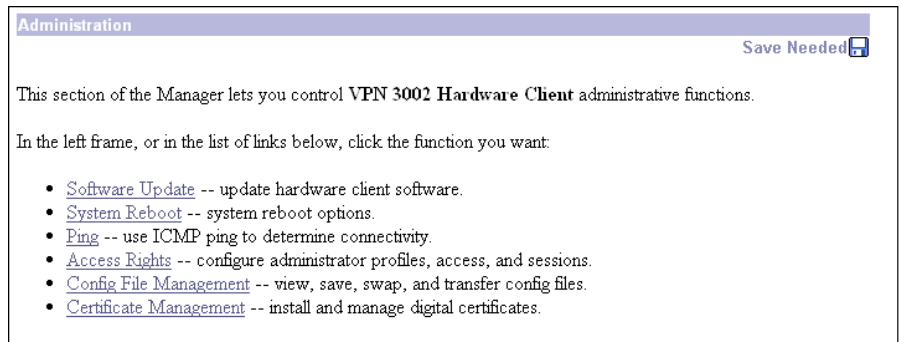 Administration
Save Needed
This section of the Manager lets you control VPN 3002 Hardware Client administrative functions.
In the left frame, or in the list of links below, click the function you want:
• Software Update -- update hardware client software.
• System Reboot -- system reboot options.
• Ping -- use ICMP ping to determine connectivity.
• Access Rights -- configure administrator profiles, access, and sessions.
• Config File Management -- view, save, swap, and transfer config files.
• Certificate Management -- install and manage digital certificates.